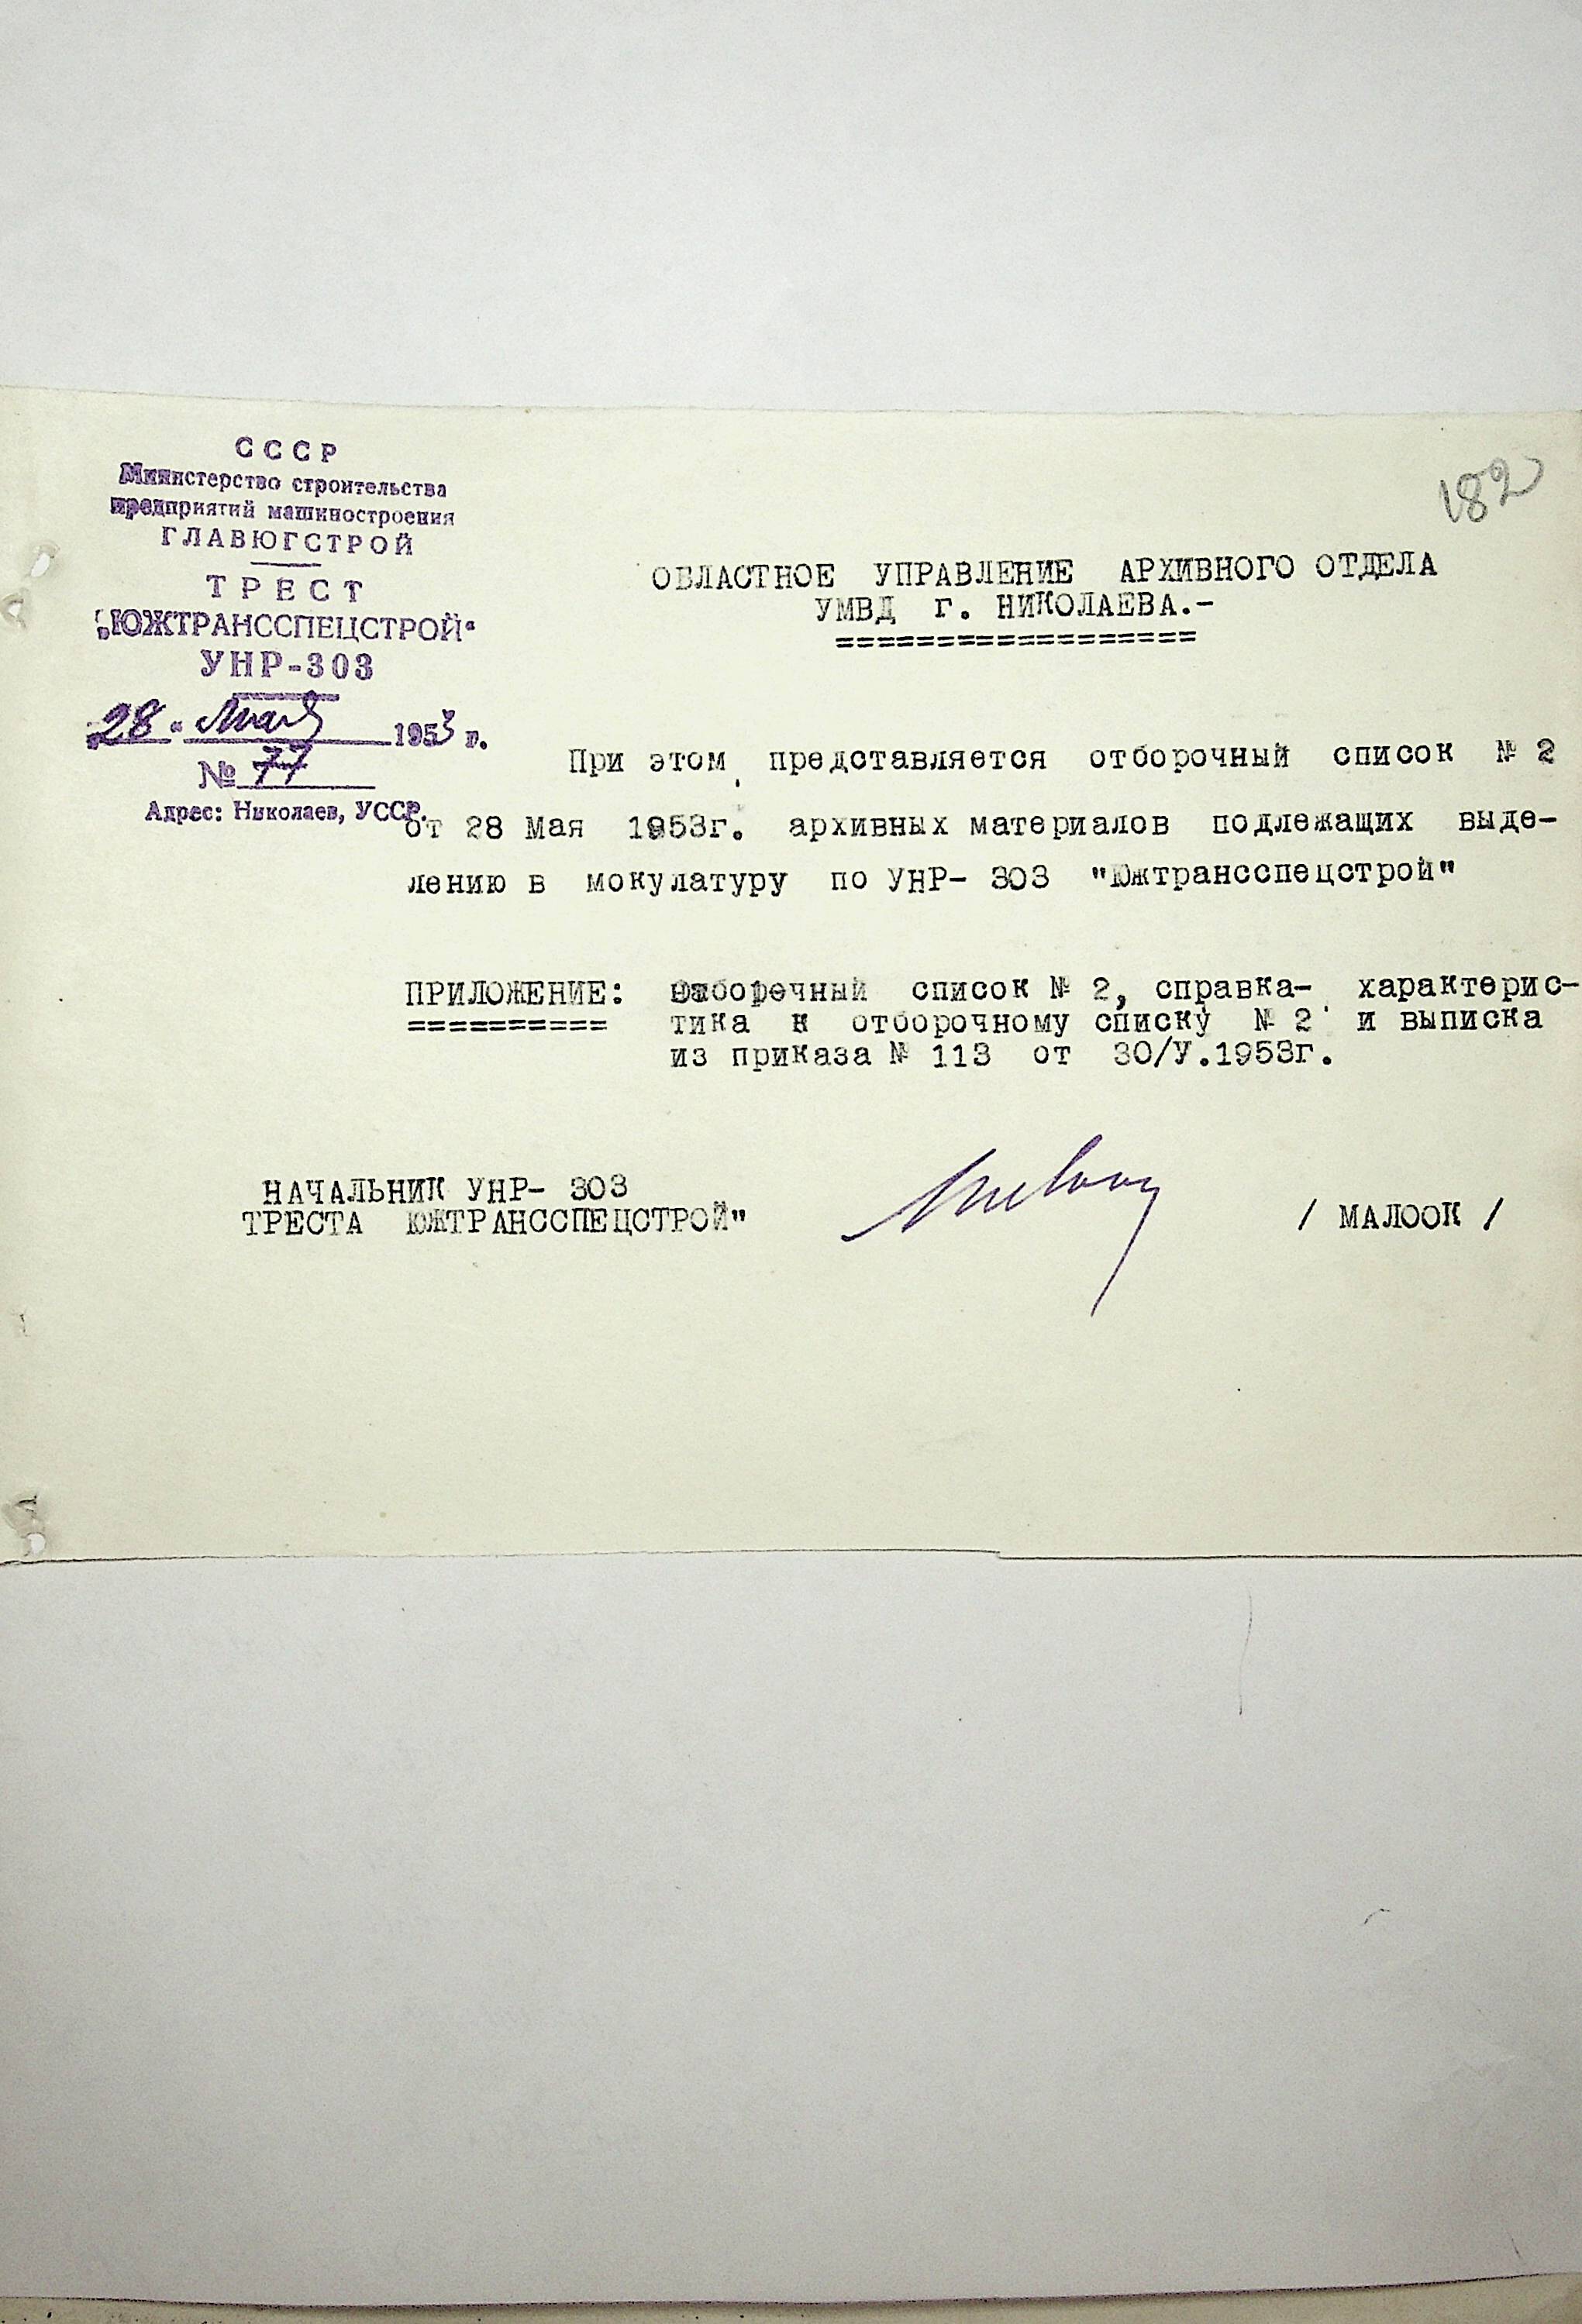 СССР
Министерство строительства
предприятий машиностроения
ГЛАВЮГСТРОЙ
ТРЕСТ
„ЮЖТРАНССПЕЦСТРОЙ“
УНР-303
„28“ Мая 1953 г.
№ 77
Адрес: Николаев, УССР.
182
ОБЛАСТНОЕ УПРАВЛЕНИЕ АРХИВНОГО ОТДЕЛА
УМВД г. НИКОЛАЕВА.-
==================
При этом представляется отборочный список № 2
от 28 Мая 1953г. архивных материалов подлежащих выде-
лению в мокулатуру по УНР- 303 "Южтрансспецстрой"
ПРИЛОЖЕНИЕ: Отборочный список № 2, справка- характерис-
========== тика к отборочному списку № 2 и выписка
из приказа № 113 от 30/У.1953г.
НАЧАЛЬНИК УНР- 303
ТРЕСТА ЮЖТРАНССПЕЦСТРОЙ" / МАЛООК /